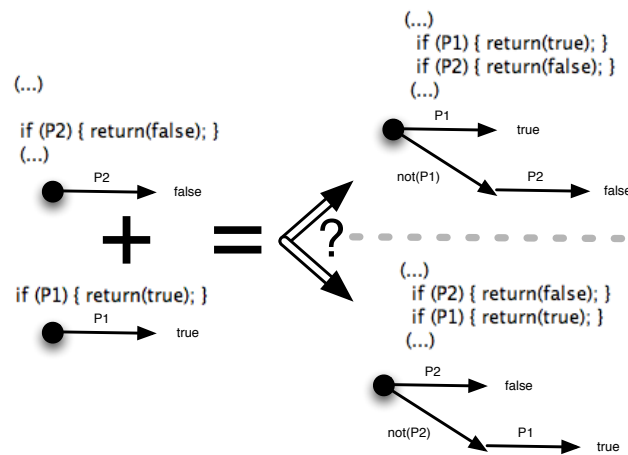 (...)
if (P2) { return(false); }
(...)
P2
false
+
=
if (P1) { return(true); }
P1
true
?
(...)
if (P1) { return(true); }
if (P2) { return(false); }
(...)
P1
true
not(P1)
P2
false
(...)
if (P2) { return(false); }
if (P1) { return(true); }
(...)
P2
false
not(P2)
P1
true